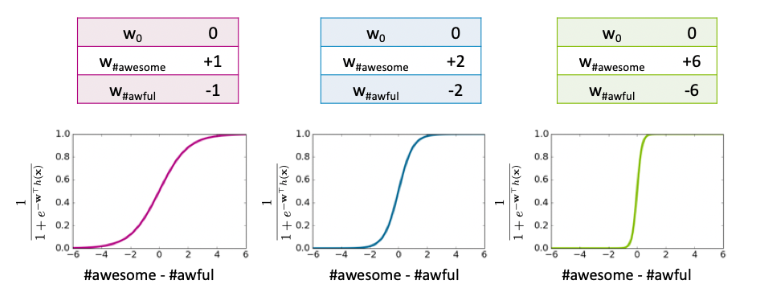 w0 0
w#awesome +1
w#awful -1
w0 0
w#awesome +2
w#awful -2
w0 0
w#awesome +6
w#awful -6
1.0
0.8
0.6
0.4
0.2
0.0
−6 −4 −2 0 2 4 6
1
1 + e^−w⊤h(x)
#awesome - #awful
1.0
0.8
0.6
0.4
0.2
0.0
−6 −4 −2 0 2 4 6
1
1 + e^−w⊤h(x)
#awesome - #awful
1.0
0.8
0.6
0.4
0.2
0.0
−6 −4 −2 0 2 4 6
1
1 + e^−w⊤h(x)
#awesome - #awful